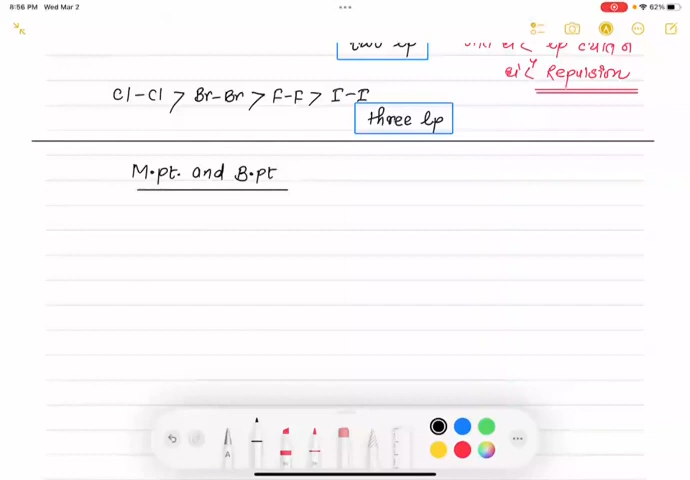 8:56 PM Wed Mar 2
62%
two lp
lp
Repulsion
Cl-Cl > Br-Br > F-F > I-I
three lp
M.pt. and B.pt
A